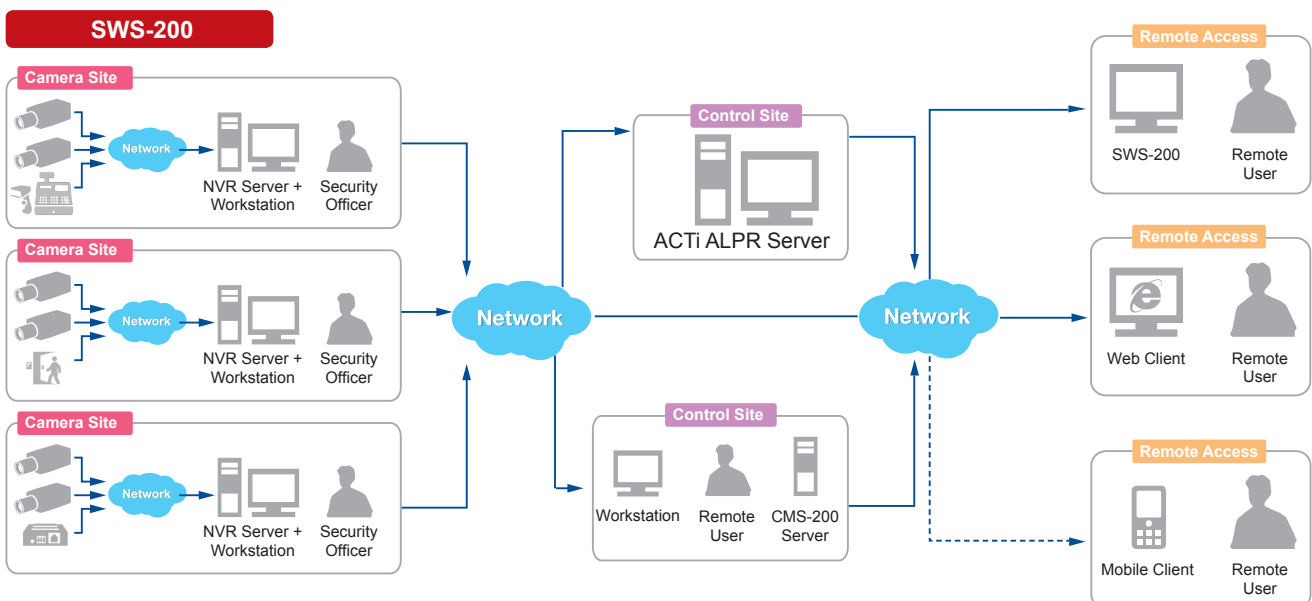 SWS-200
Camera Site
Network
NVR Server +
Workstation
Security
Officer
Camera Site
Network
NVR Server +
Workstation
Security
Officer
Camera Site
Network
NVR Server +
Workstation
Security
Officer
Network
Control Site
ACTi ALPR Server
Control Site
Workstation
Remote
User
CMS-200
Server
Network
Remote Access
SWS-200
Remote
User
Remote Access
Web Client
Remote
User
Remote Access
Mobile Client
Remote
User